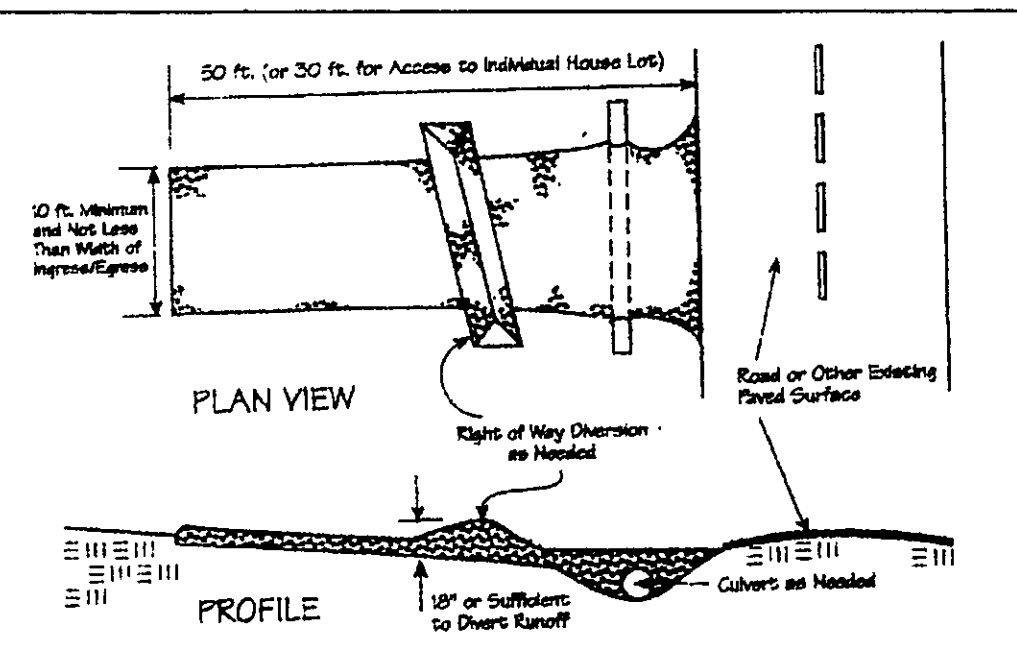 50 ft. (or 30 ft. for Access to Individual House Lot)
10 ft. Minimum
and Not Less
Than Width of
Ingress/Egress
PLAN VIEW
Road or Other Existing
Paved Surface
Right of Way Diversion
as Needed
18" or Sufficient
to Divert Runoff
Culvert as Needed
PROFILE